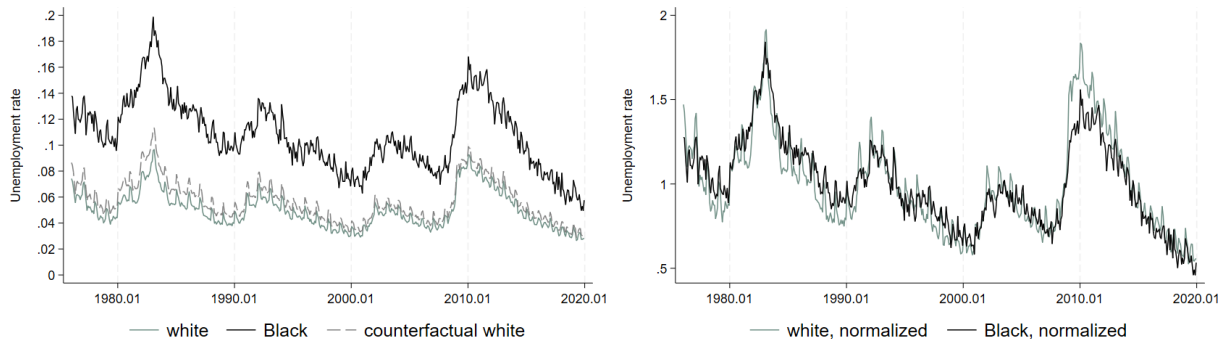 Unemployment rate
.2
.18
.16
.14
.12
.1
.08
.06
.04
.02
0
1980.01 1990.01 2000.01 2010.01 2020.01
white Black counterfactual white
Unemployment rate
2
1.5
1
.5
1980.01 1990.01 2000.01 2010.01 2020.01
white, normalized Black, normalized